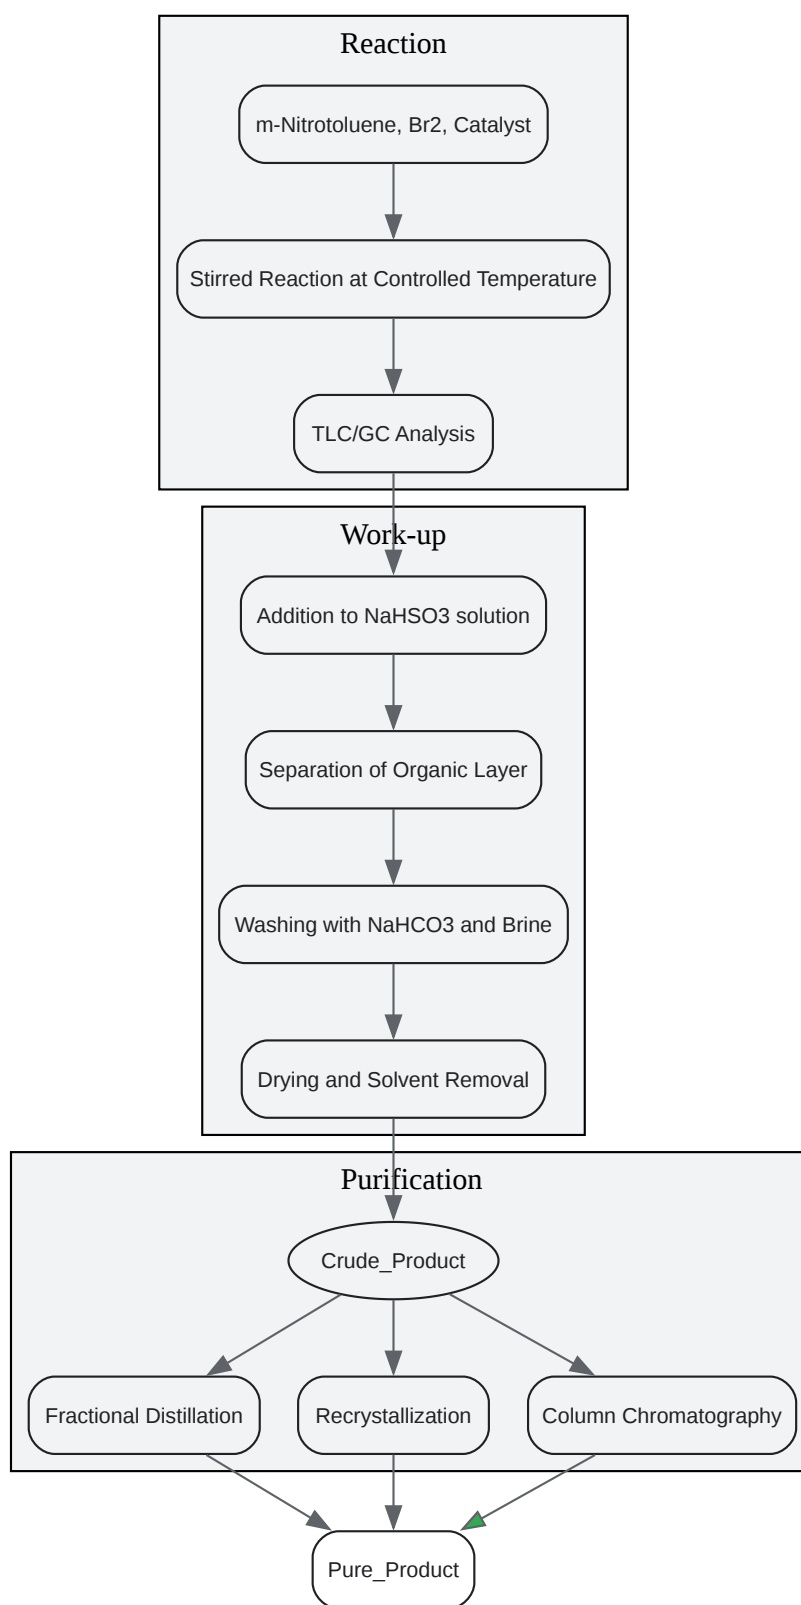 Reaction
m-Nitrotoluene, Br2, Catalyst
Stirred Reaction at Controlled Temperature
TLC/GC Analysis
Work-up
Addition to NaHSO3 solution
Separation of Organic Layer
Washing with NaHCO3 and Brine
Drying and Solvent Removal
Purification
Crude_Product
Fractional Distillation
Recrystallization
Column Chromatography
Pure_Product